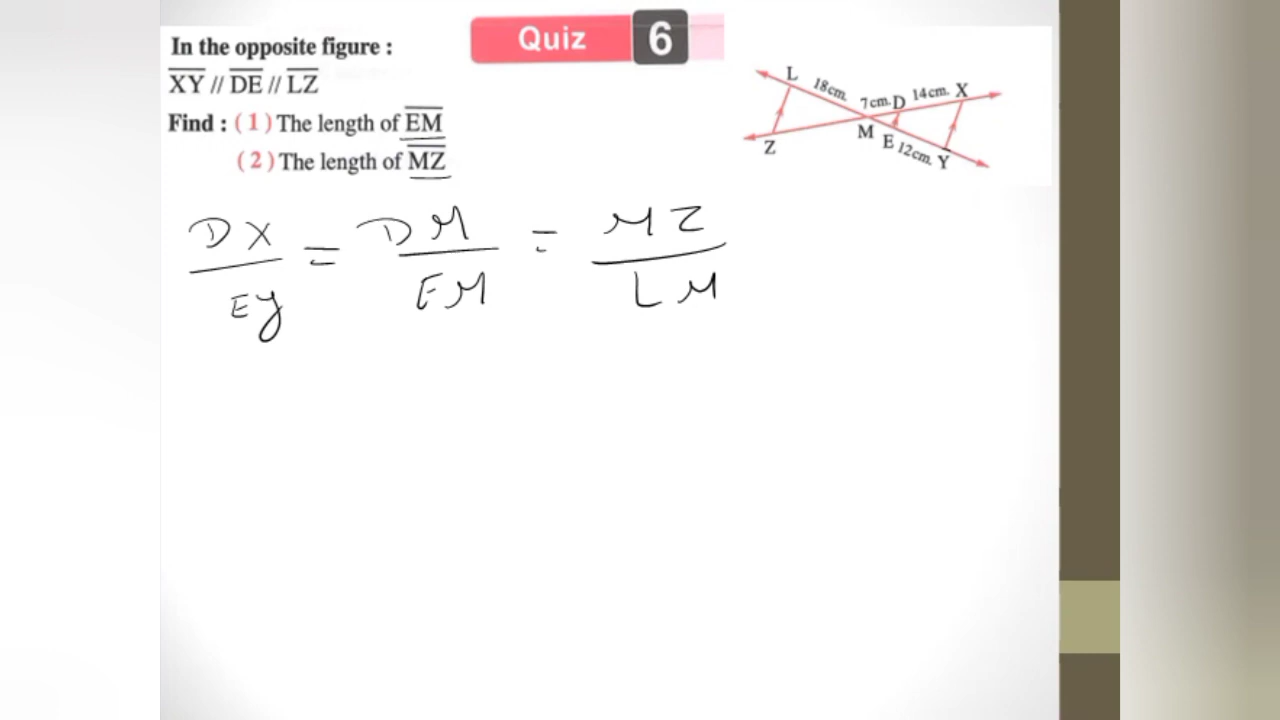 Quiz 6
In the opposite figure :
XY // DE // LZ
Find : (1) The length of EM
(2) The length of MZ
L 18cm. 7cm. D 14cm. X
Z M E 12cm. Y
DX/EY = DM/EM = MZ/LM